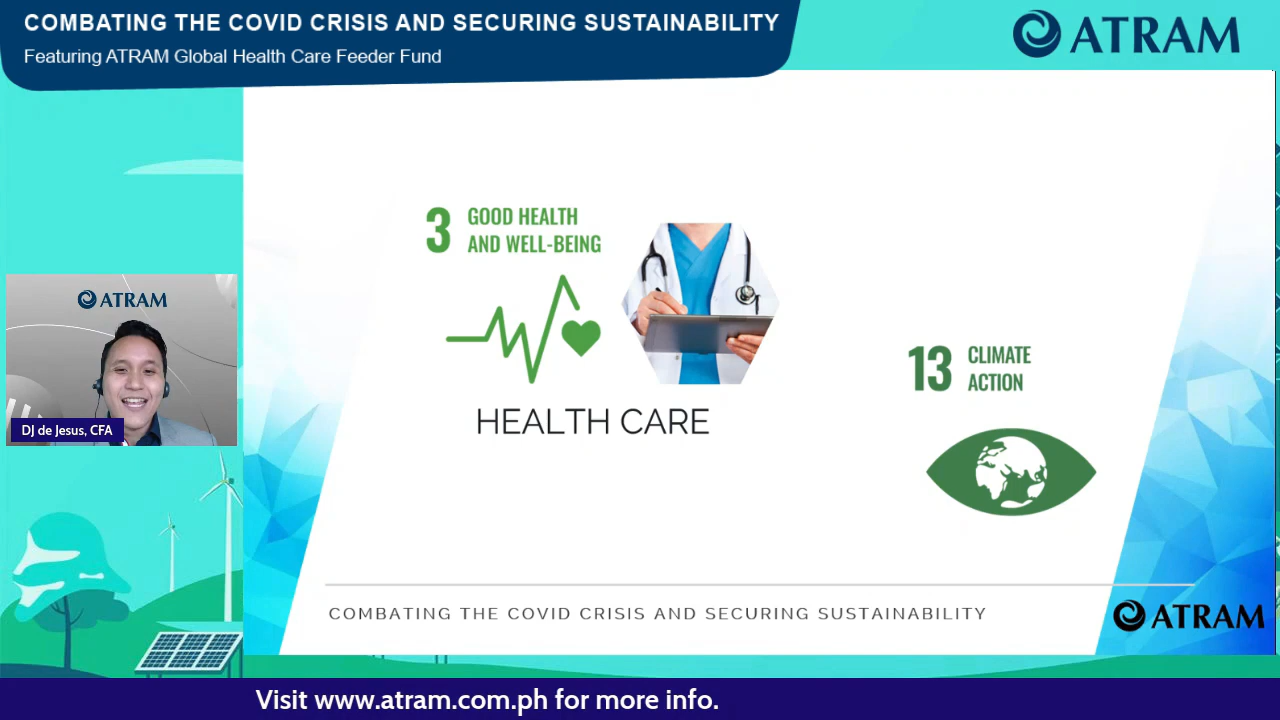 COMBATING THE COVID CRISIS AND SECURING SUSTAINABILITY
Featuring ATRAM Global Health Care Feeder Fund
ATRAM
3 GOOD HEALTH
AND WELL-BEING
HEALTH CARE
13 CLIMATE
ACTION
ATRAM
DJ de Jesus, CFA
COMBATING THE COVID CRISIS AND SECURING SUSTAINABILITY
ATRAM
Visit www.atram.com.ph for more info.